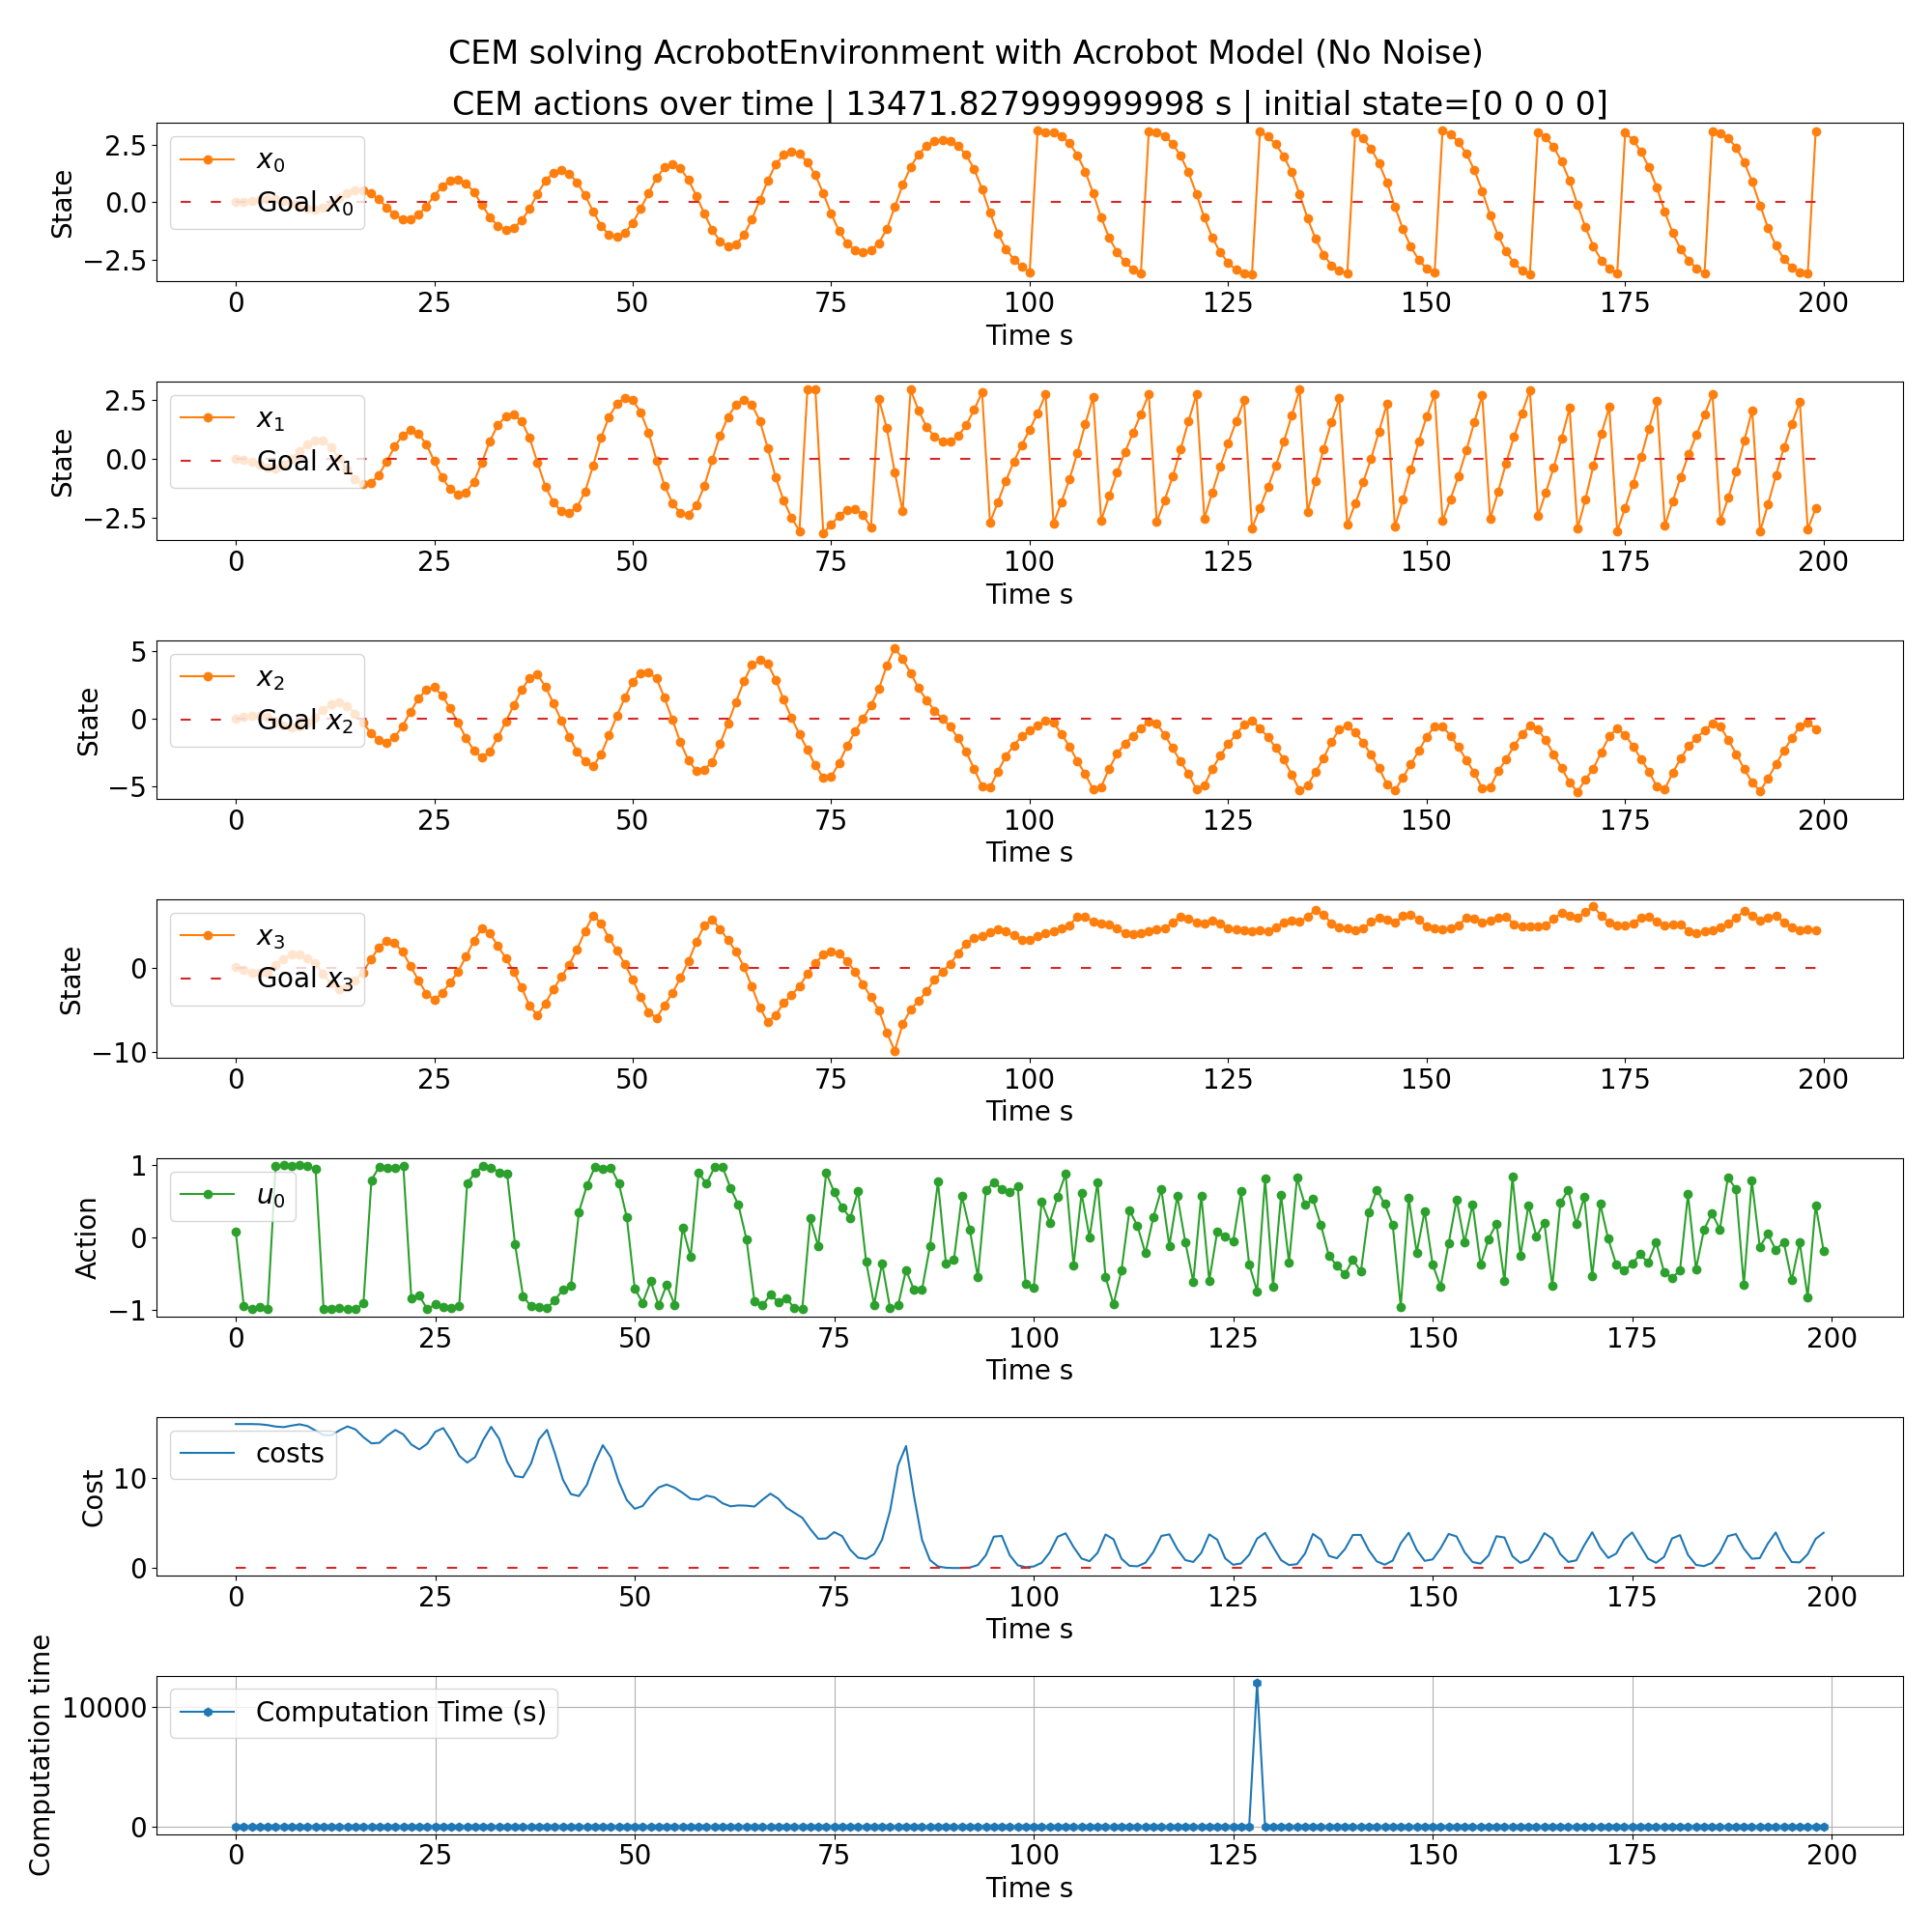 CEM solving AcrobotEnvironment with Acrobot Model (No Noise)
CEM actions over time | 13471.827999999998 s | initial state=[0 0 0 0]
State
2.5
0.0
−2.5
x0
Goal x0
0 25 50 75 100 125 150 175 200
Time s
State
2.5
0.0
−2.5
x1
Goal x1
0 25 50 75 100 125 150 175 200
Time s
State
5
0
−5
x2
Goal x2
0 25 50 75 100 125 150 175 200
Time s
State
0
−10
x3
Goal x3
0 25 50 75 100 125 150 175 200
Time s
Action
1
0
−1
u0
0 25 50 75 100 125 150 175 200
Time s
Cost
10
0
costs
0 25 50 75 100 125 150 175 200
Time s
Computation time
10000
0
Computation Time (s)
0 25 50 75 100 125 150 175 200
Time s